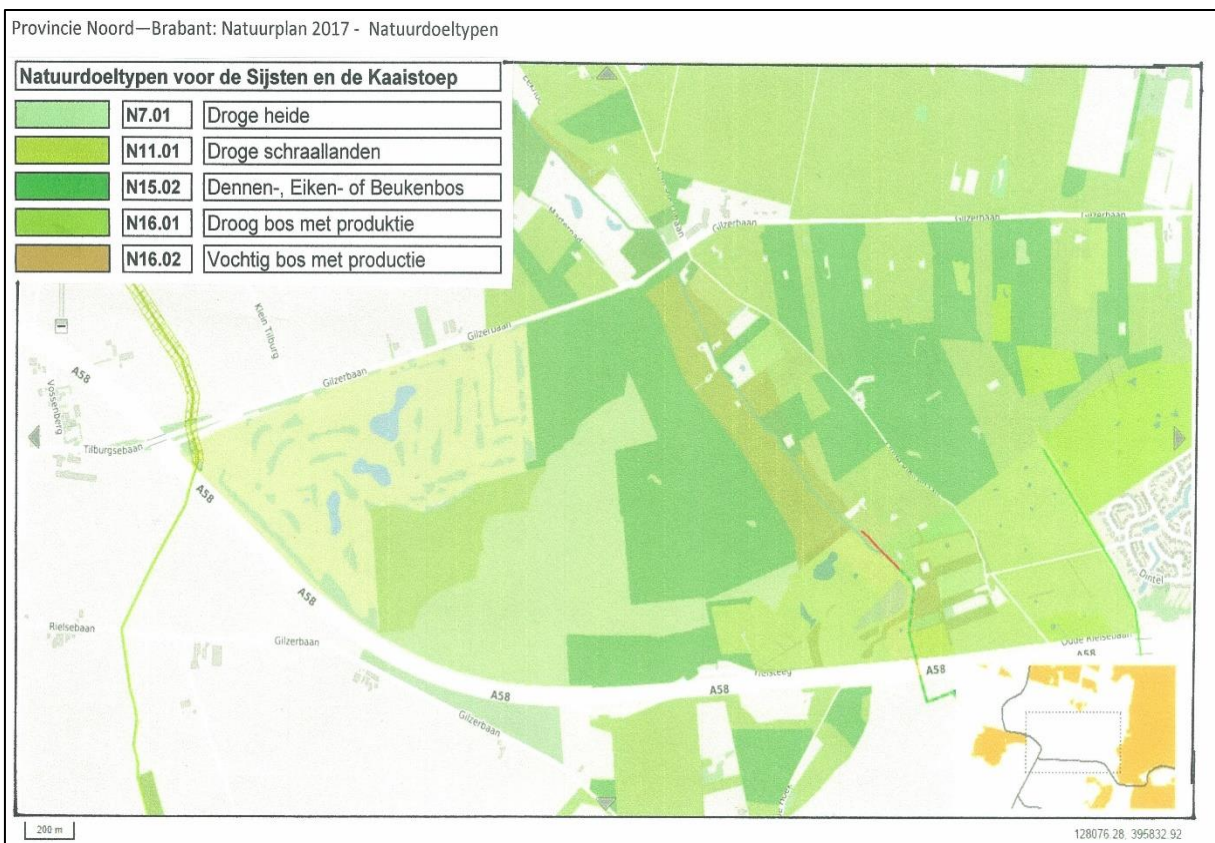 Provincie Noord—Brabant: Natuurplan 2017 - Natuurdoeltypen
Natuurdoeltypen voor de Sijsten en de Kaaistoep
N7.01 Droge heide
N11.01 Droge schraallanden
N15.02 Dennen-, Eiken- of Beukenbos
N16.01 Droog bos met produktie
N16.02 Vochtig bos met productie
Gilzerbaan
Gilzerbaan
Gilzerbaan
Klein Tilburg
Gilzerbaan
Gilzerbaan
A58
Vossenberg
Tilburgsebaan
A58
Dintel
A58
Rielsebaan
Gilzerbaan
Oude Rielsebaan
A58
A58
A58
A58
Gilzerbaan
200 m
128076.28, 395832.92